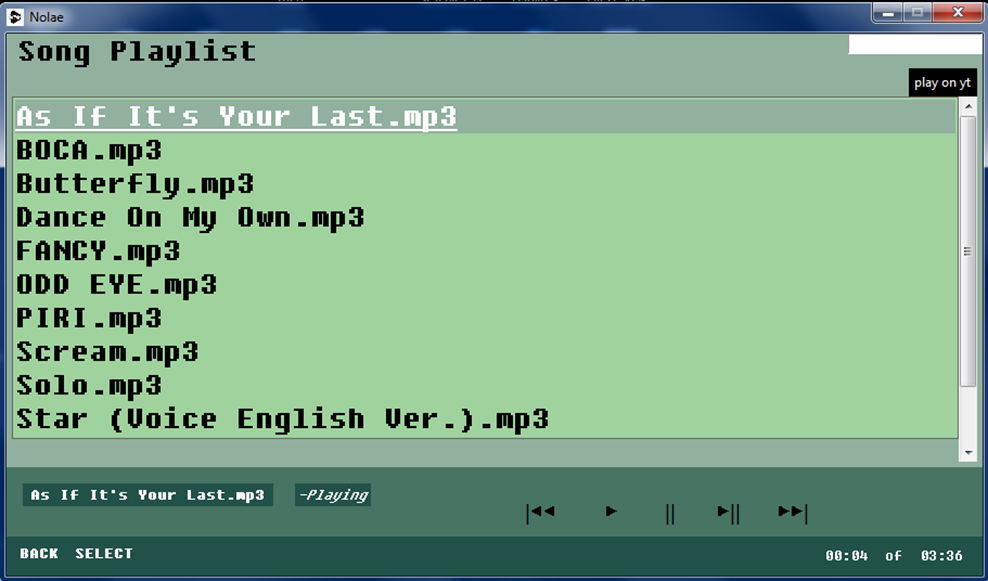 Nolae
Song Playlist
play on yt
As If It's Your Last.mp3
BOCA.mp3
Butterfly.mp3
Dance On My Own.mp3
FANCY.mp3
ODD EYE.mp3
PIRI.mp3
Scream.mp3
Solo.mp3
Star (Voice English Ver.).mp3
As If It's Your Last.mp3 -Playing
BACK SELECT 00:04 of 03:36